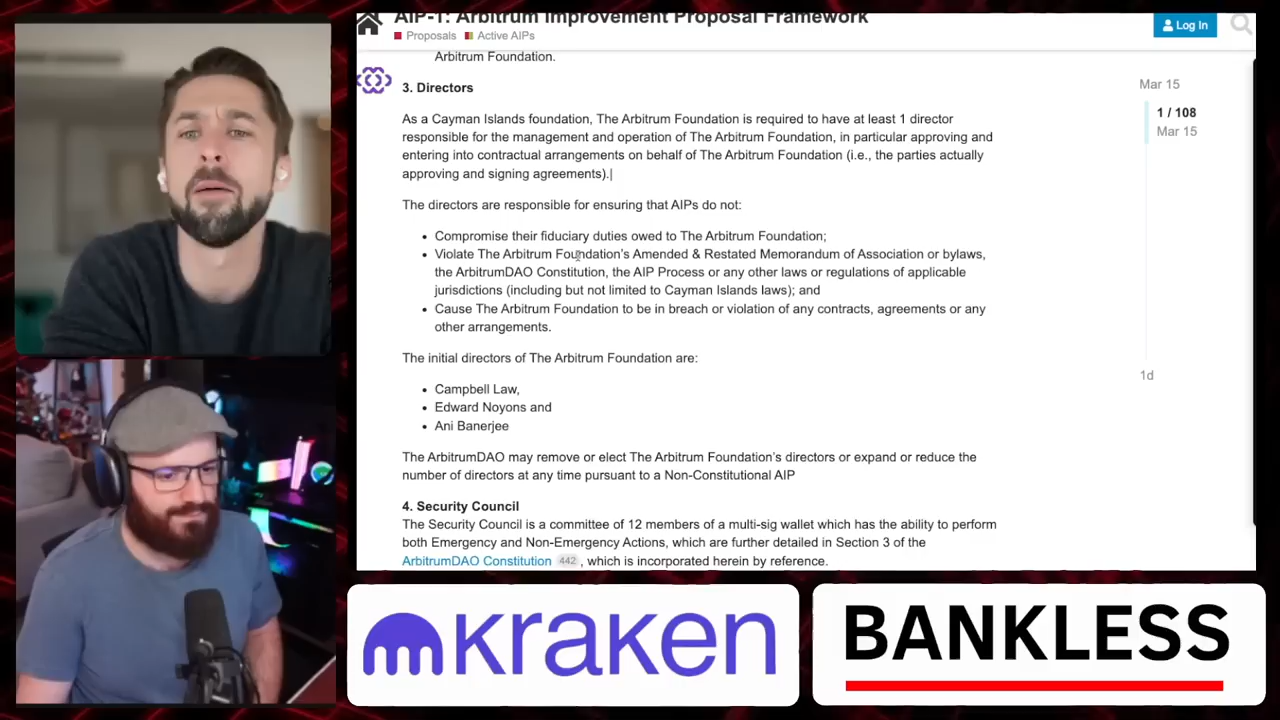 AIP-1: Arbitrum Improvement Proposal Framework
Proposals Active AIPs
Log In
Arbitrum Foundation.
3. Directors
As a Cayman Islands foundation, The Arbitrum Foundation is required to have at least 1 director
responsible for the management and operation of The Arbitrum Foundation, in particular approving and
entering into contractual arrangements on behalf of The Arbitrum Foundation (i.e., the parties actually
approving and signing agreements).
The directors are responsible for ensuring that AIPs do not:
• Compromise their fiduciary duties owed to The Arbitrum Foundation;
• Violate The Arbitrum Foundation's Amended & Restated Memorandum of Association or bylaws,
the ArbitrumDAO Constitution, the AIP Process or any other laws or regulations of applicable
jurisdictions (including but not limited to Cayman Islands laws); and
• Cause The Arbitrum Foundation to be in breach or violation of any contracts, agreements or any
other arrangements.
The initial directors of The Arbitrum Foundation are:
• Campbell Law,
• Edward Noyons and
• Ani Banerjee
The ArbitrumDAO may remove or elect The Arbitrum Foundation's directors or expand or reduce the
number of directors at any time pursuant to a Non-Constitutional AIP
4. Security Council
The Security Council is a committee of 12 members of a multi-sig wallet which has the ability to perform
both Emergency and Non-Emergency Actions, which are further detailed in Section 3 of the
ArbitrumDAO Constitution 442 , which is incorporated herein by reference.
Mar 15
1 / 108
Mar 15
1d
kraken
BANKLESS